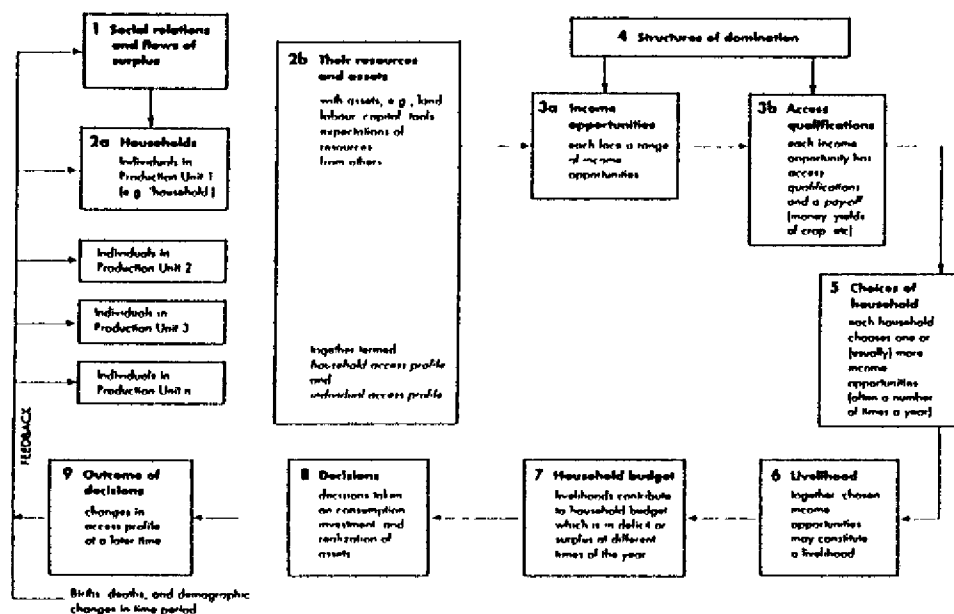 1 Social relations
and flows of
surplus
2a Households
Individuals in
Production Unit 1
(e.g. 'household')
Individuals in
Production Unit 2
Individuals in
Production Unit 3
Individuals in
Production Unit n
2b Their resources
and assets
with assets, e.g., land
labour capital tools
expectations of
resources
from others
together termed
household access profile
and
individual access profile
4 Structures of domination
3a Income
opportunities
each face a range
of income
opportunities
3b Access
qualifications
each income
opportunity has
access
qualifications
and a pay-off
(money yields
of crop etc)
5 Choices of
household
each household
chooses one or
(usually) more
income
opportunities
(often a number
of times a year)
6 Livelihood
together chosen
income
opportunities
may constitute
a livelihood
7 Household budget
livelihoods contribute
to household budget
which is in deficit or
surplus at different
times of the year
8 Decisions
decisions taken
on consumption
investment and
realization of
assets
9 Outcome of
decisions
changes in
access profile
at a later time
FEEDBACK
Births deaths, and demographic
changes in time period